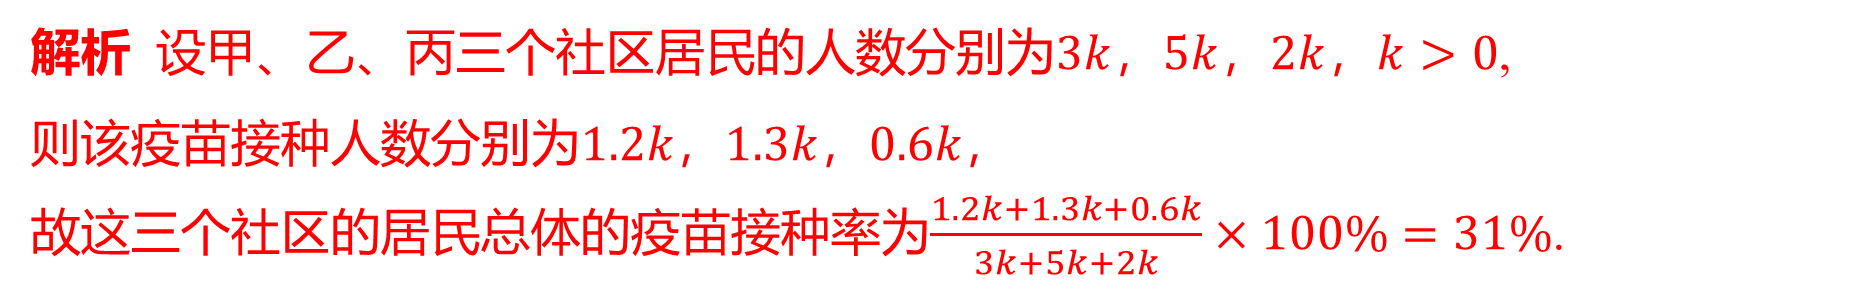 解析 设甲、乙、丙三个社区居民的人数分别为3k，5k，2k，k > 0,
则该疫苗接种人数分别为1.2k，1.3k，0.6k，
故这三个社区的居民总体的疫苗接种率为\frac{1.2k+1.3k+0.6k}{3k+5k+2k} × 100% = 31%.